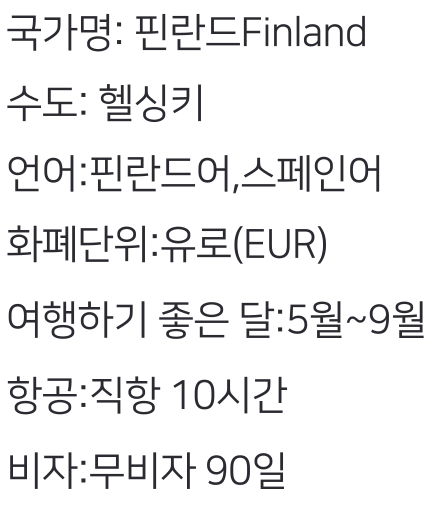 국가명: 핀란드Finland
수도: 헬싱키
언어:핀란드어,스페인어
화폐단위:유로(EUR)
여행하기 좋은 달:5월~9월
항공:직항 10시간
비자:무비자 90일